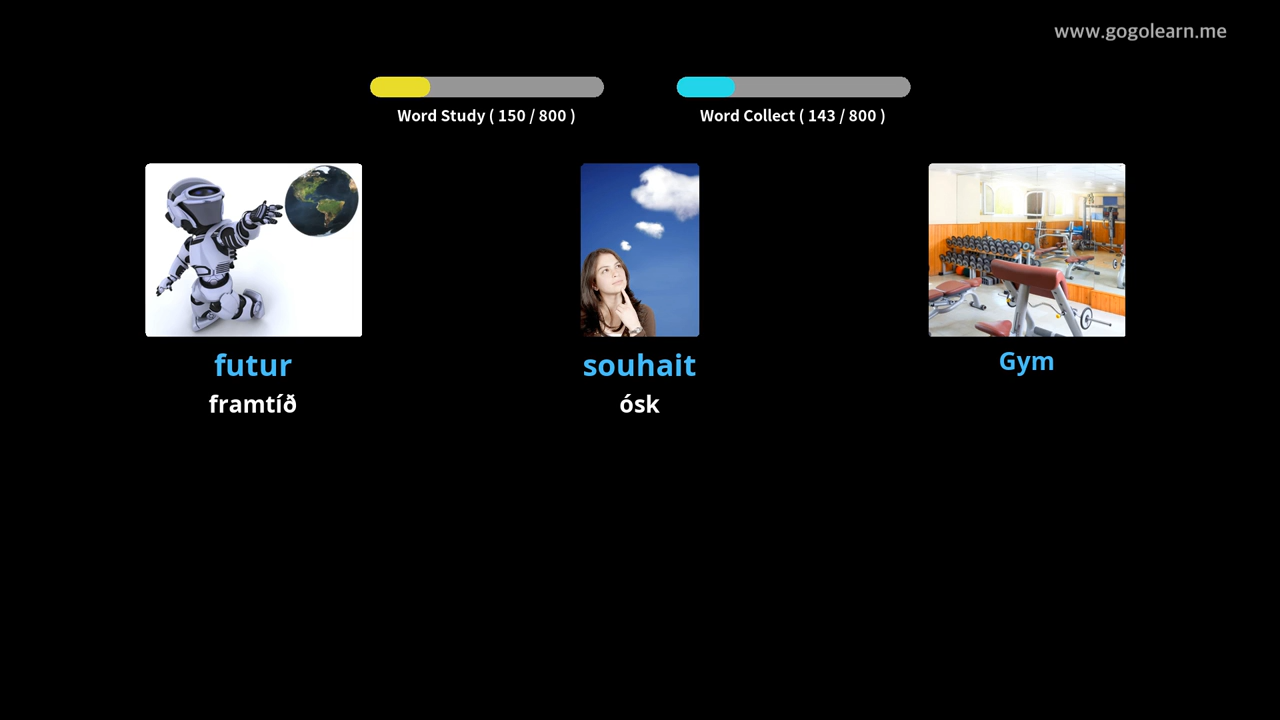 www.gogolearn.me
Word Study ( 150 / 800 )
Word Collect ( 143 / 800 )
futur
framtíð
souhait
ósk
Gym